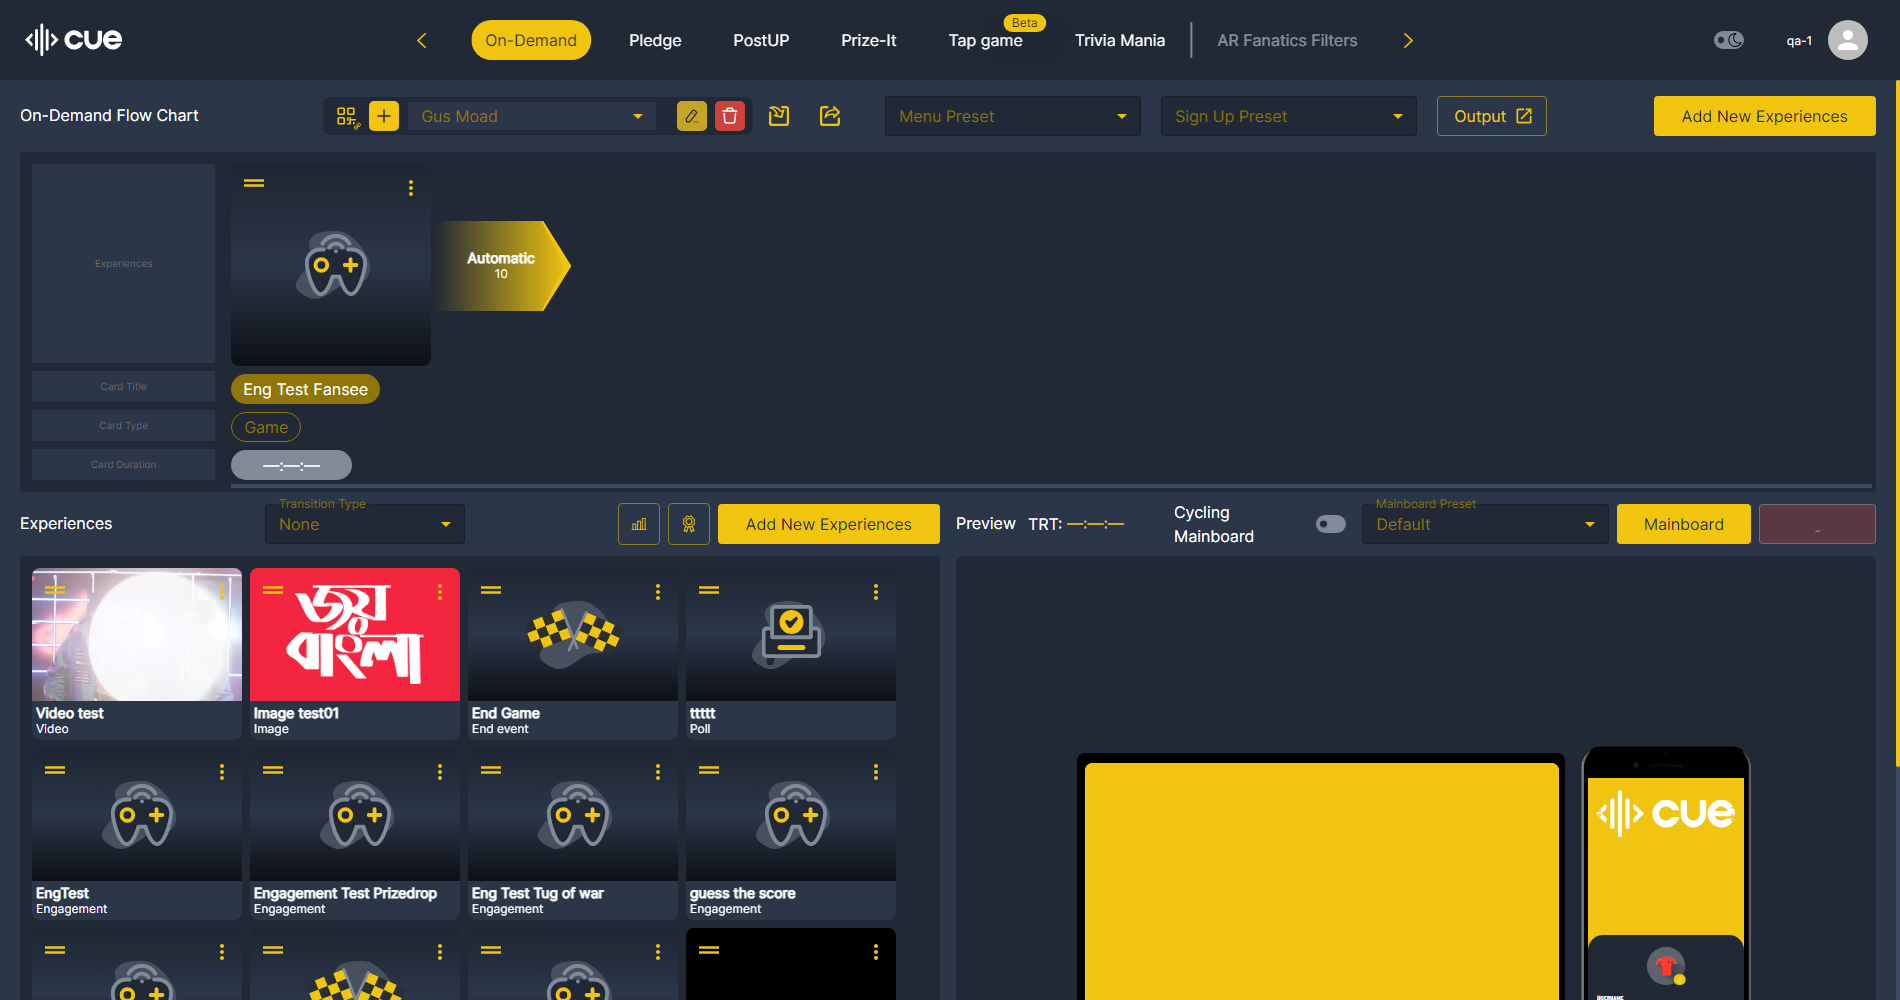 cue
On-Demand
Pledge
PostUP
Prize-It
Tap game
Beta
Trivia Mania
AR Fanatics Filters
qa-1
On-Demand Flow Chart
Gus Moad
Menu Preset
Sign Up Preset
Output
Add New Experiences
Experiences
Automatic
10
Card Title
Eng Test Fansee
Card Type
Game
Card Duration
—:—:—
Experiences
Transition Type
None
Add New Experiences
Preview
TRT: —:—:—
Cycling
Mainboard
Mainboard Preset
Default
Mainboard
-
জয়
বাংলা
Video test
Video
Image test01
Image
End Game
End event
ttttt
Poll
EngTest
Engagement
Engagement Test Prizedrop
Engagement
Eng Test Tug of war
Engagement
guess the score
Engagement
cue
USERNAME